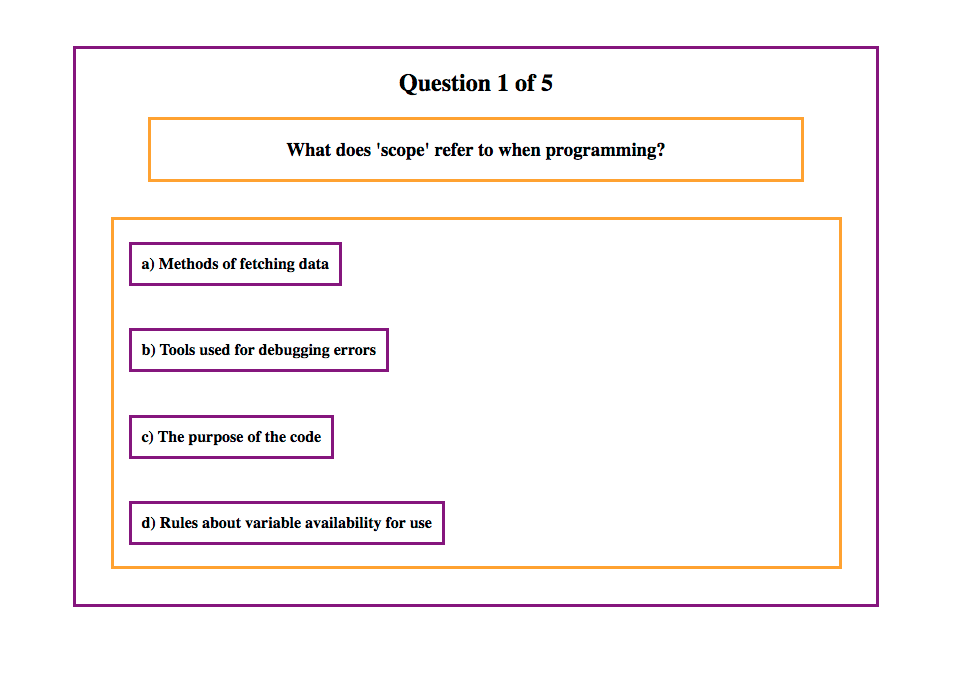 Question 1 of 5
What does 'scope' refer to when programming?
a) Methods of fetching data
b) Tools used for debugging errors
c) The purpose of the code
d) Rules about variable availability for use